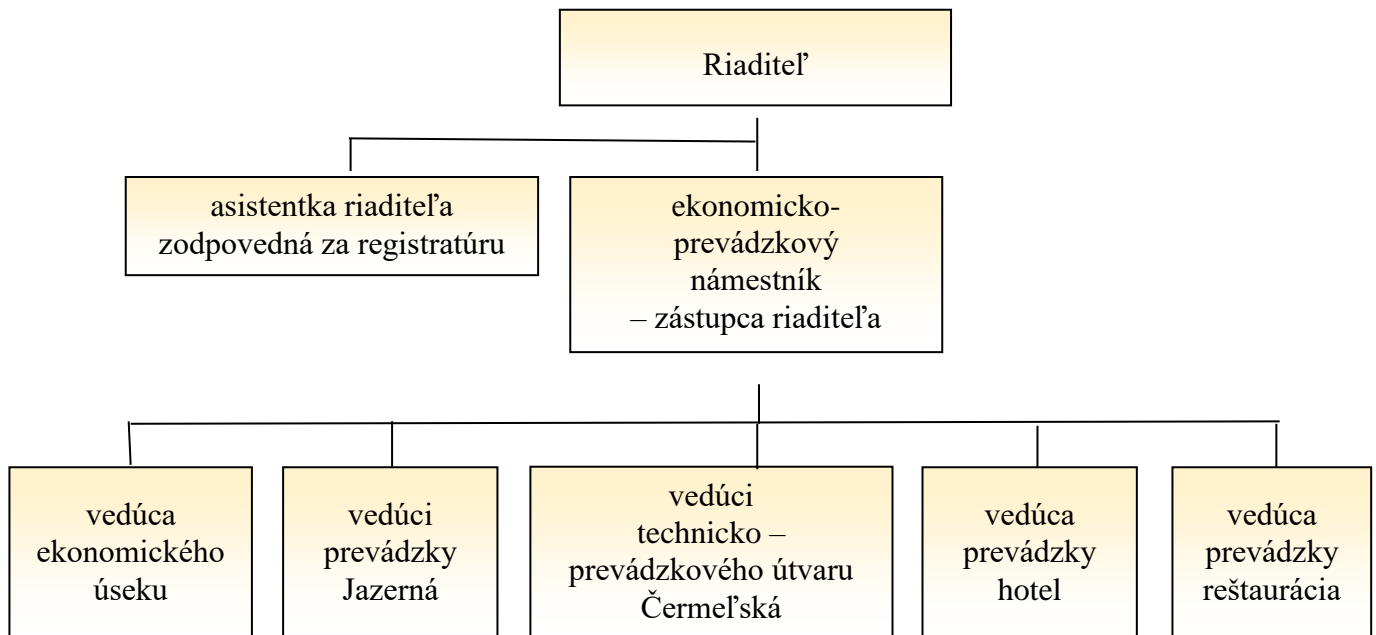 Riaditeľ
asistentka riaditeľa
zodpovedná za registratúru
ekonomicko-
prevádzkový
námestník
– zástupca riaditeľa
vedúca
ekonomického
úseku
vedúci
prevádzky
Jazerná
vedúci
technicko –
prevádzkového útvaru
Čermeľská
vedúca
prevádzky
hotel
vedúca
prevádzky
reštaurácia